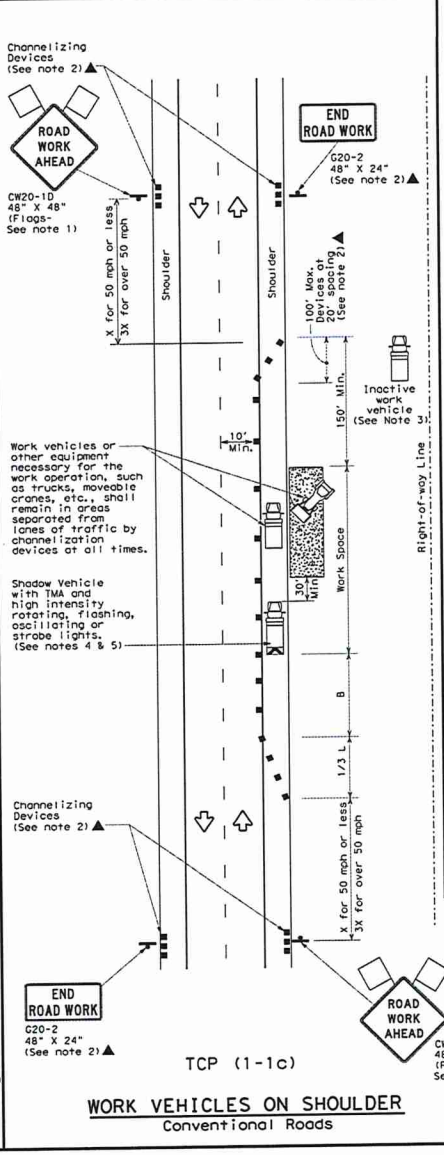 Channelizing
Devices
(See note 2)▲
ROAD
WORK
AHEAD
CW20-1D
48" X 48"
(Flags-
See note 1)
X for 50 mph or less
3X for over 50 mph
Shoulder
Shoulder
END
ROAD WORK
G20-2
48" X 24"
(See note 2)▲
100' Max.
Devices at
20' spacing
(See note 2)▲
150' Min.
Inactive
work
vehicle
(See Note 3)
Right-of-way Line
10'
Min.
Work vehicles or
other equipment
necessary for the
work operation, such
as trucks, moveable
cranes, etc., shall
remain in areas
separated from
lanes of traffic by
channelization
devices at all times.
Work Space
30'
Min
Shadow Vehicle
with TMA and
high intensity
rotating, flashing,
oscillating or
strobe lights.
(See notes 4 & 5)
B
1/3 L
Channelizing
Devices
(See note 2)▲
X for 50 mph or less
3X for over 50 mph
END
ROAD WORK
G20-2
48" X 24"
(See note 2)▲
ROAD
WORK
AHEAD
TCP (1-1c)
WORK VEHICLES ON SHOULDER
Conventional Roads